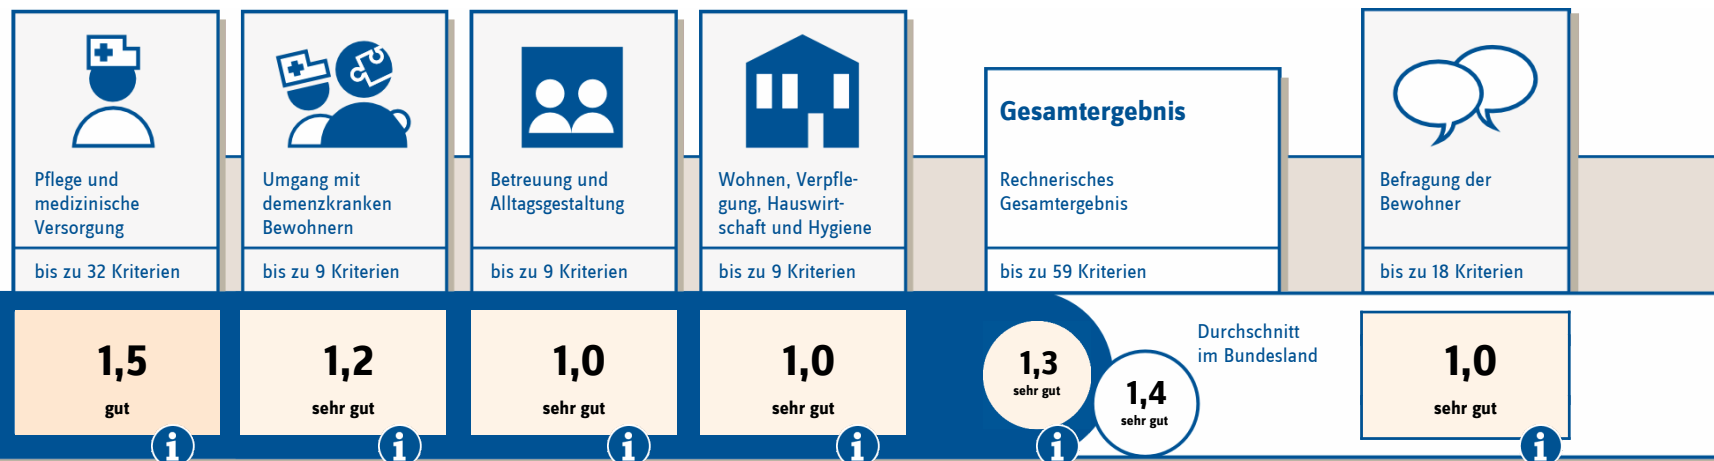 Pflege und
medizinische
Versorgung
bis zu 32 Kriterien
1,5
gut
i
Umgang mit
demenzkranken
Bewohnern
bis zu 9 Kriterien
1,2
sehr gut
i
Betreuung und
Alltagsgestaltung
bis zu 9 Kriterien
1,0
sehr gut
i
Wohnen, Verpfle-
gung, Hauswirt-
schaft und Hygiene
bis zu 9 Kriterien
1,0
sehr gut
i
Gesamtergebnis
Rechnerisches
Gesamtergebnis
bis zu 59 Kriterien
1,3
sehr gut
i
1,4
sehr gut
Durchschnitt
im Bundesland
Befragung der
Bewohner
bis zu 18 Kriterien
1,0
sehr gut
i